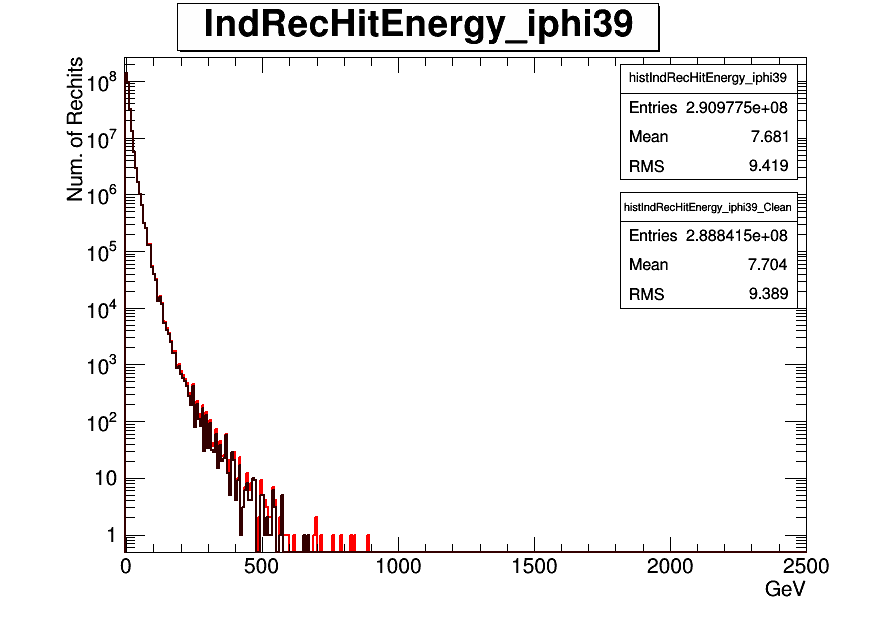 IndRecHitEnergy_iphi39
histIndRecHitEnergy_iphi39
Entries 2.909775e+08
Mean 7.681
RMS 9.419
histIndRecHitEnergy_iphi39_Clean
Entries 2.888415e+08
Mean 7.704
RMS 9.389
Num. of Rechits
10^8
10^7
10^6
10^5
10^4
10^3
10^2
10
1
0 500 1000 1500 2000 2500
GeV